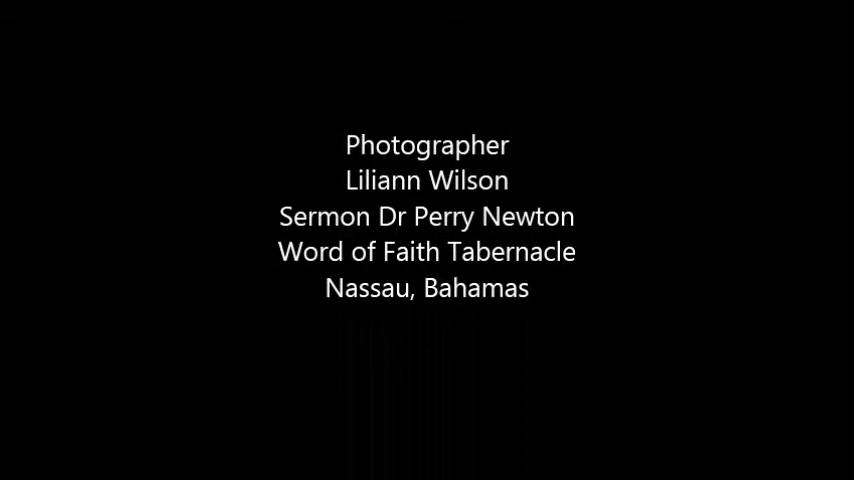 Photographer
Liliann Wilson
Sermon Dr Perry Newton
Word of Faith Tabernacle
Nassau, Bahamas